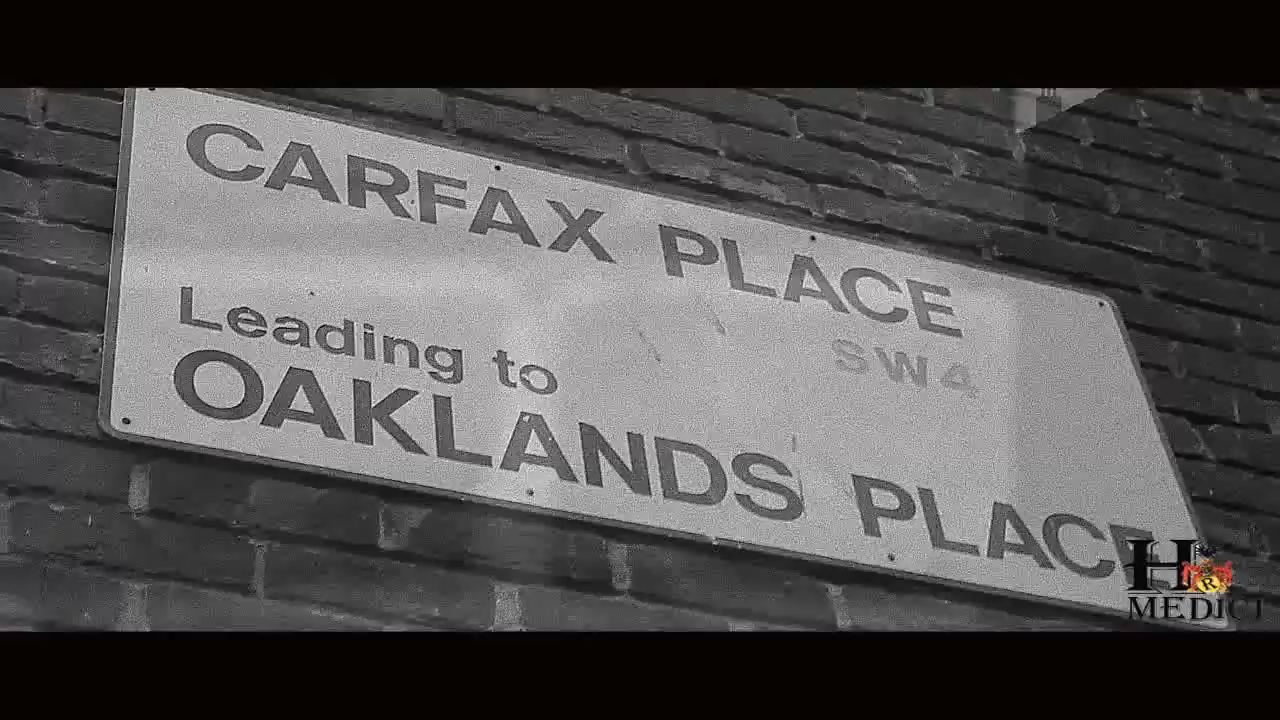 CARFAX PLACE
SW4
Leading to
OAKLANDS PLACE
H
R
MEDICI